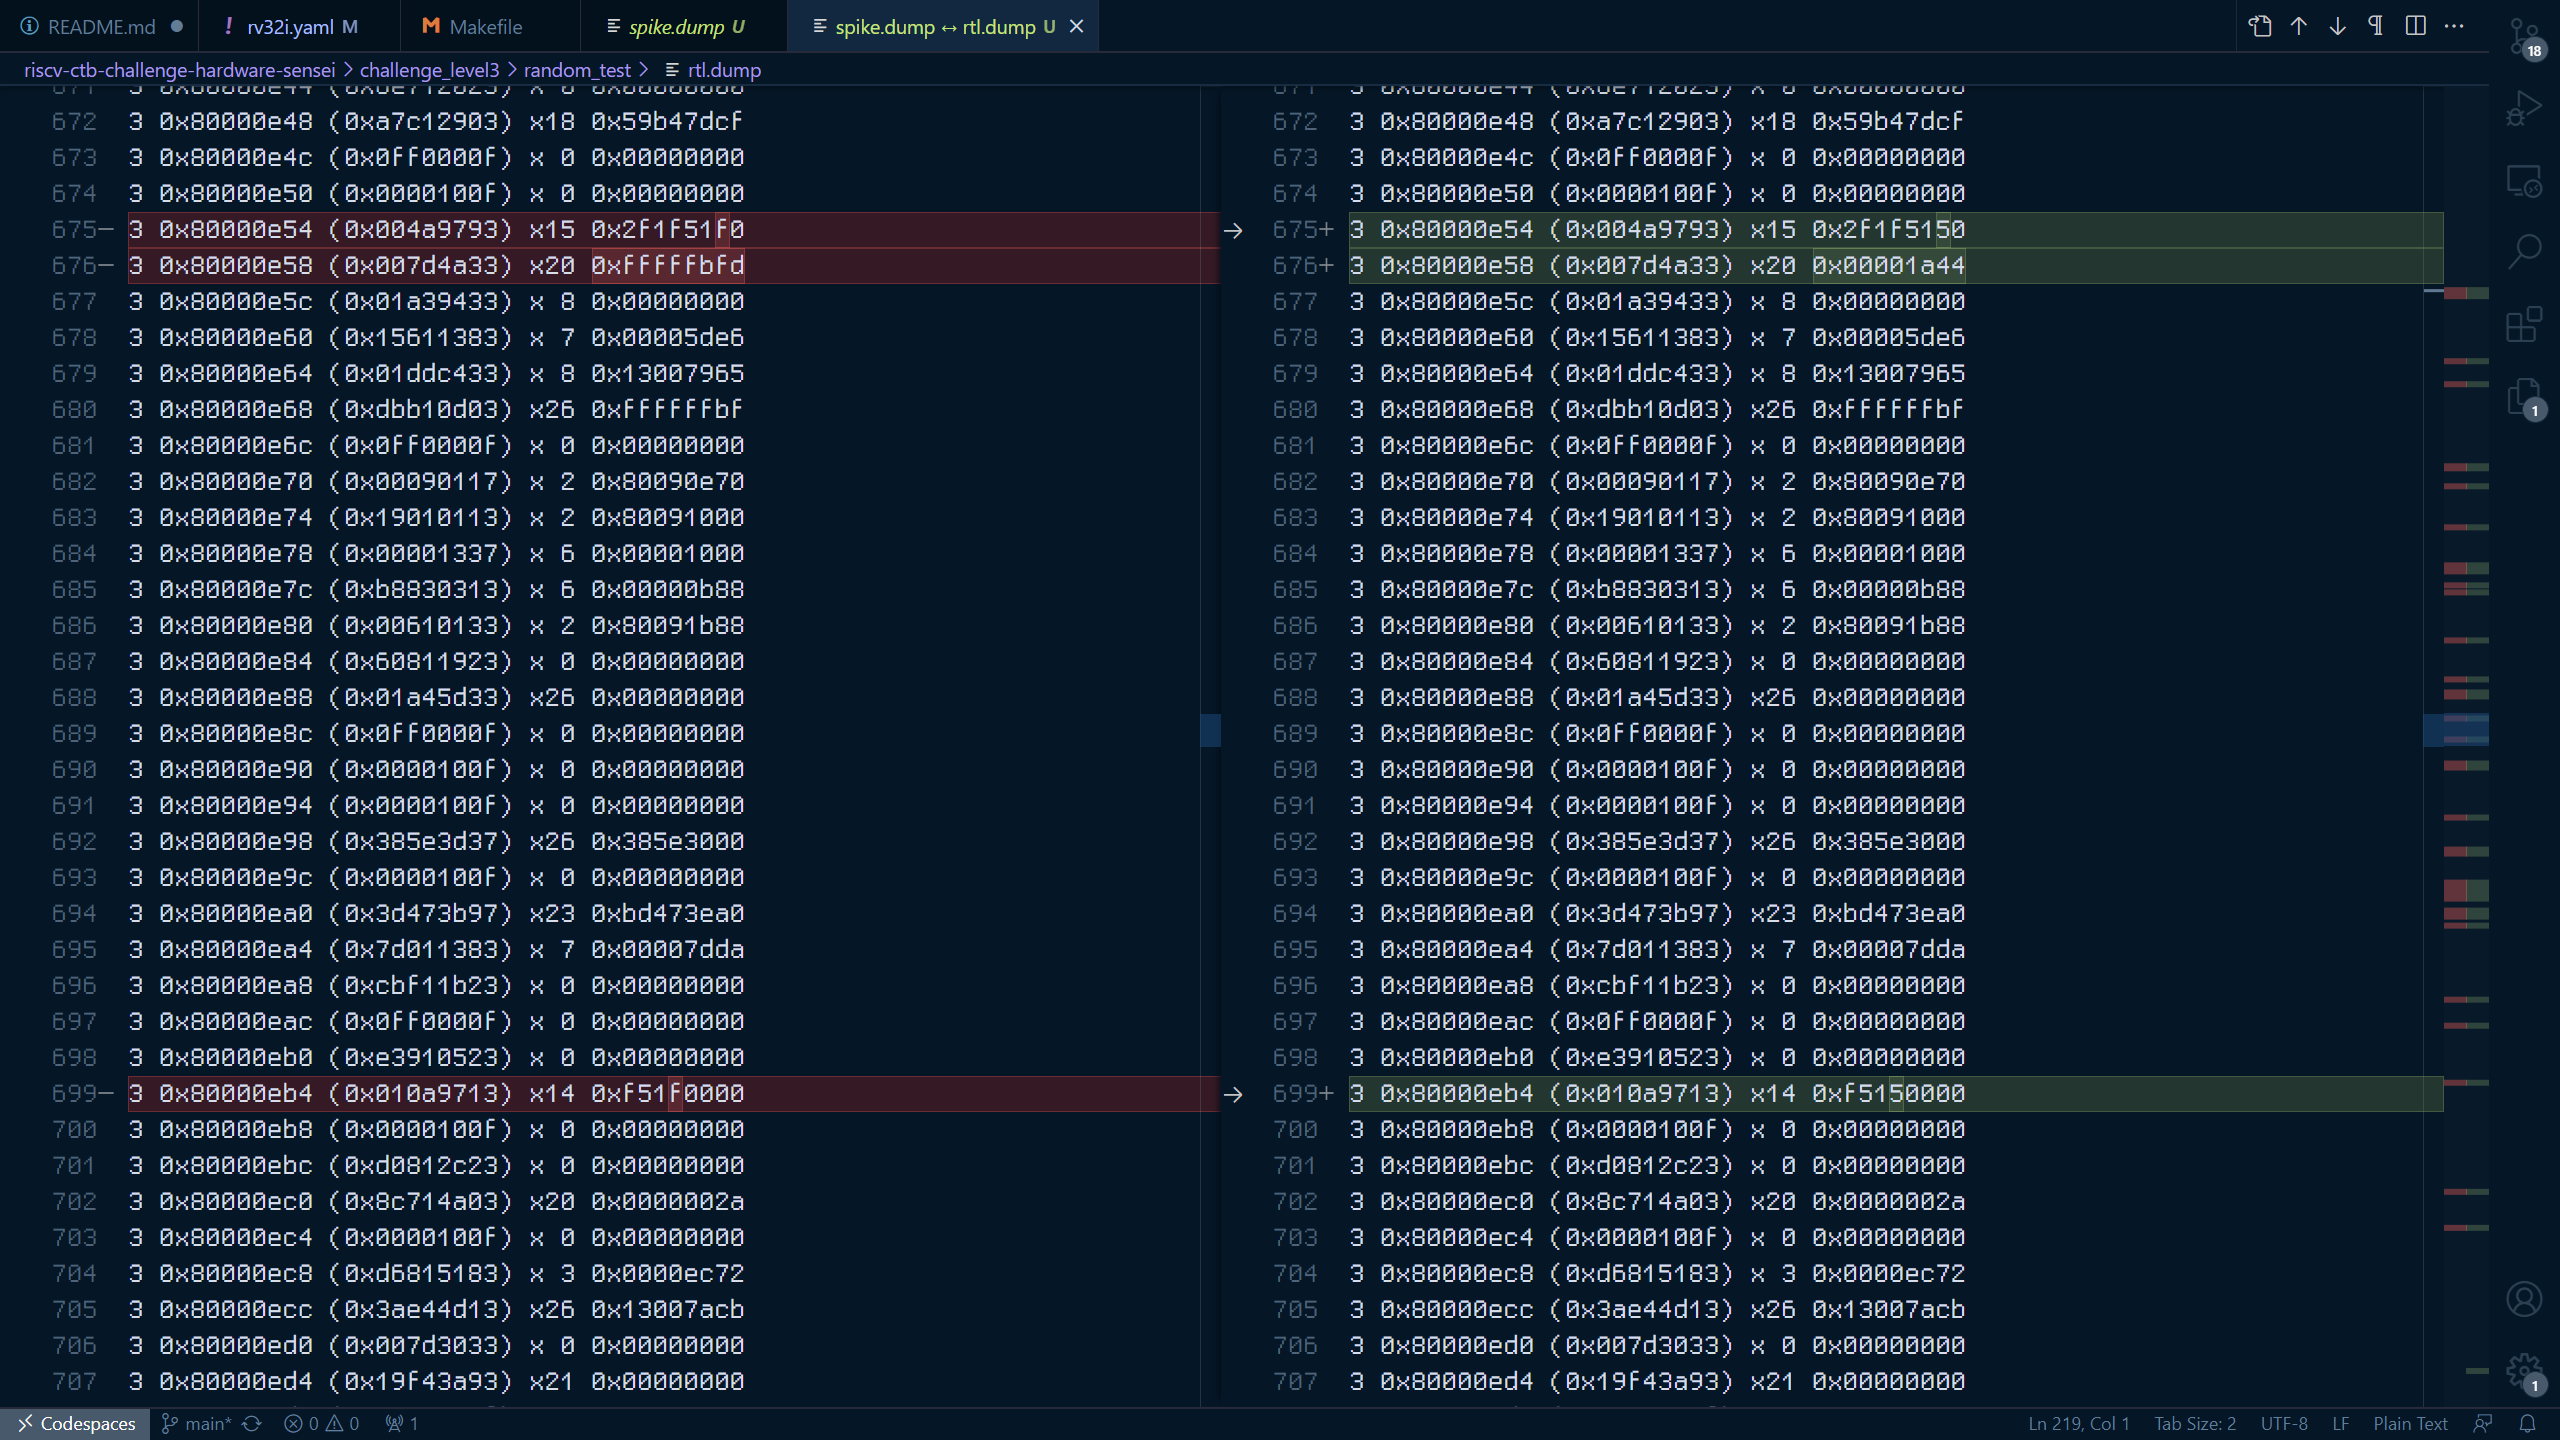 README.md
rv32i.yaml M
Makefile
spike.dump U
spike.dump ↔ rtl.dump U
riscv-ctb-challenge-hardware-sensei > challenge_level3 > random_test > rtl.dump
18
672 3 0x80000e48 (0xa7c12903) x18 0x59b47dcf
673 3 0x80000e4c (0x0ff0000f) x 0 0x00000000
674 3 0x80000e50 (0x0000100f) x 0 0x00000000
675− 3 0x80000e54 (0x004a9793) x15 0x2f1f51f0
676− 3 0x80000e58 (0x007d4a33) x20 0xfffffbfd
677 3 0x80000e5c (0x01a39433) x 8 0x00000000
678 3 0x80000e60 (0x15611383) x 7 0x00005de6
679 3 0x80000e64 (0x01ddc433) x 8 0x13007965
680 3 0x80000e68 (0xdbb10d03) x26 0xffffffbf
681 3 0x80000e6c (0x0ff0000f) x 0 0x00000000
682 3 0x80000e70 (0x00090117) x 2 0x80090e70
683 3 0x80000e74 (0x19010113) x 2 0x80091000
684 3 0x80000e78 (0x00001337) x 6 0x00001000
685 3 0x80000e7c (0xb8830313) x 6 0x00000b88
686 3 0x80000e80 (0x00610133) x 2 0x80091b88
687 3 0x80000e84 (0x60811923) x 0 0x00000000
688 3 0x80000e88 (0x01a45d33) x26 0x00000000
689 3 0x80000e8c (0x0ff0000f) x 0 0x00000000
690 3 0x80000e90 (0x0000100f) x 0 0x00000000
691 3 0x80000e94 (0x0000100f) x 0 0x00000000
692 3 0x80000e98 (0x385e3d37) x26 0x385e3000
693 3 0x80000e9c (0x0000100f) x 0 0x00000000
694 3 0x80000ea0 (0x3d473b97) x23 0xbd473ea0
695 3 0x80000ea4 (0x7d011383) x 7 0x00007dda
696 3 0x80000ea8 (0xcbf11b23) x 0 0x00000000
697 3 0x80000eac (0x0ff0000f) x 0 0x00000000
698 3 0x80000eb0 (0xe3910523) x 0 0x00000000
699− 3 0x80000eb4 (0x010a9713) x14 0xf51f0000
700 3 0x80000eb8 (0x0000100f) x 0 0x00000000
701 3 0x80000ebc (0xd0812c23) x 0 0x00000000
702 3 0x80000ec0 (0x8c714a03) x20 0x0000002a
703 3 0x80000ec4 (0x0000100f) x 0 0x00000000
704 3 0x80000ec8 (0xd6815183) x 3 0x0000ec72
705 3 0x80000ecc (0x3ae44d13) x26 0x13007acb
706 3 0x80000ed0 (0x007d3033) x 0 0x00000000
707 3 0x80000ed4 (0x19f43a93) x21 0x00000000
672 3 0x80000e48 (0xa7c12903) x18 0x59b47dcf
673 3 0x80000e4c (0x0ff0000f) x 0 0x00000000
674 3 0x80000e50 (0x0000100f) x 0 0x00000000
675+ 3 0x80000e54 (0x004a9793) x15 0x2f1f5150
676+ 3 0x80000e58 (0x007d4a33) x20 0x00001a44
677 3 0x80000e5c (0x01a39433) x 8 0x00000000
678 3 0x80000e60 (0x15611383) x 7 0x00005de6
679 3 0x80000e64 (0x01ddc433) x 8 0x13007965
680 3 0x80000e68 (0xdbb10d03) x26 0xffffffbf
681 3 0x80000e6c (0x0ff0000f) x 0 0x00000000
682 3 0x80000e70 (0x00090117) x 2 0x80090e70
683 3 0x80000e74 (0x19010113) x 2 0x80091000
684 3 0x80000e78 (0x00001337) x 6 0x00001000
685 3 0x80000e7c (0xb8830313) x 6 0x00000b88
686 3 0x80000e80 (0x00610133) x 2 0x80091b88
687 3 0x80000e84 (0x60811923) x 0 0x00000000
688 3 0x80000e88 (0x01a45d33) x26 0x00000000
689 3 0x80000e8c (0x0ff0000f) x 0 0x00000000
690 3 0x80000e90 (0x0000100f) x 0 0x00000000
691 3 0x80000e94 (0x0000100f) x 0 0x00000000
692 3 0x80000e98 (0x385e3d37) x26 0x385e3000
693 3 0x80000e9c (0x0000100f) x 0 0x00000000
694 3 0x80000ea0 (0x3d473b97) x23 0xbd473ea0
695 3 0x80000ea4 (0x7d011383) x 7 0x00007dda
696 3 0x80000ea8 (0xcbf11b23) x 0 0x00000000
697 3 0x80000eac (0x0ff0000f) x 0 0x00000000
698 3 0x80000eb0 (0xe3910523) x 0 0x00000000
699+ 3 0x80000eb4 (0x010a9713) x14 0xf5150000
700 3 0x80000eb8 (0x0000100f) x 0 0x00000000
701 3 0x80000ebc (0xd0812c23) x 0 0x00000000
702 3 0x80000ec0 (0x8c714a03) x20 0x0000002a
703 3 0x80000ec4 (0x0000100f) x 0 0x00000000
704 3 0x80000ec8 (0xd6815183) x 3 0x0000ec72
705 3 0x80000ecc (0x3ae44d13) x26 0x13007acb
706 3 0x80000ed0 (0x007d3033) x 0 0x00000000
707 3 0x80000ed4 (0x19f43a93) x21 0x00000000
1
1
Codespaces main* 0 0 1 Ln 219, Col 1 Tab Size: 2 UTF-8 LF Plain Text